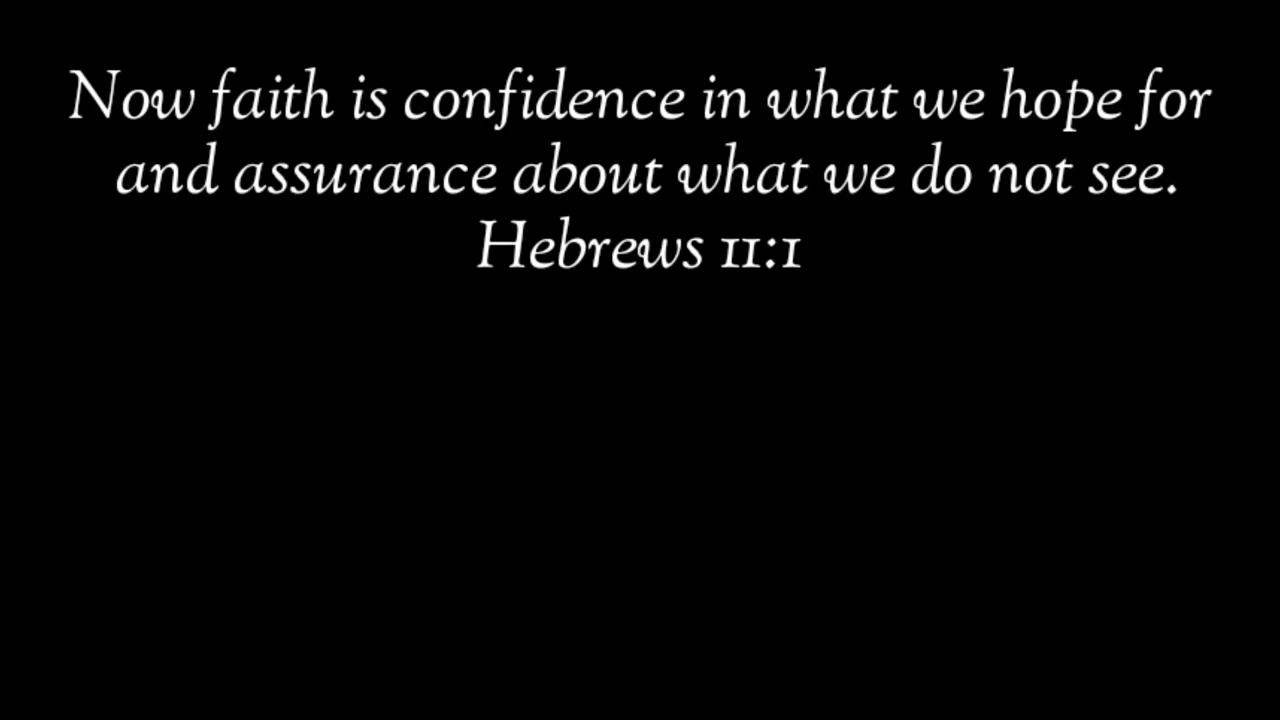 Now faith is confidence in what we hope for
and assurance about what we do not see.
Hebrews 11:1